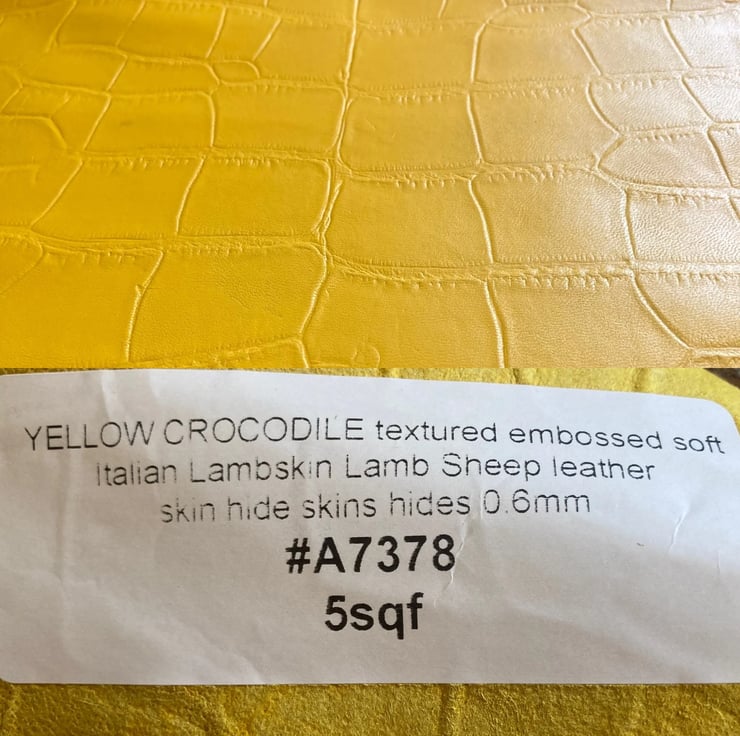 YELLOW CROCODILE textured embossed soft
Italian Lambskin Lamb Sheep leather
skin hide skins hides 0.6mm
#A7378
5sqf